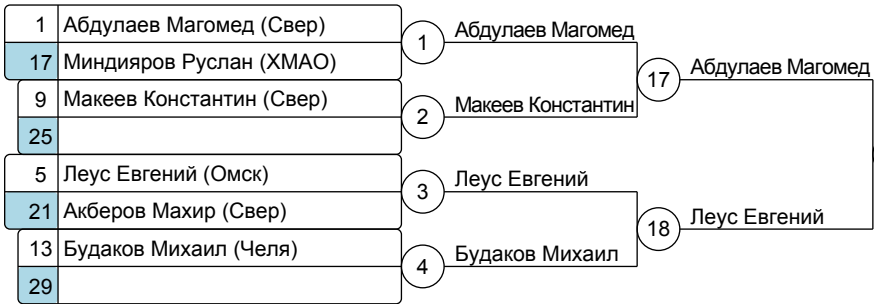 1 Абдулаев Магомед (Свер)
17 Миндияров Руслан (ХМАО)
9 Макеев Константин (Свер)
25
5 Леус Евгений (Омск)
21 Акберов Махир (Свер)
13 Будаков Михаил (Челя)
29
1 Абдулаев Магомед
2 Макеев Константин
3 Леус Евгений
4 Будаков Михаил
17 Абдулаев Магомед
18 Леус Евгений